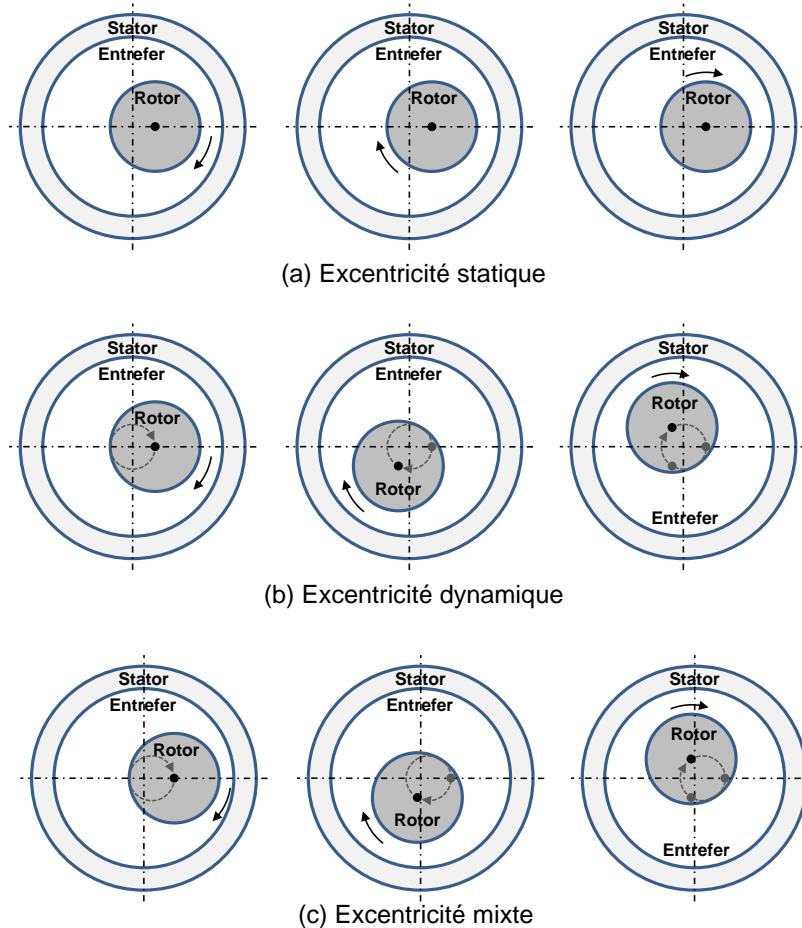 Stator
Entrefer
Rotor
Stator
Entrefer
Rotor
Stator
Entrefer
Rotor
(a) Excentricité statique
Stator
Entrefer
Rotor
Stator
Entrefer
Rotor
Stator
Rotor
Entrefer
(b) Excentricité dynamique
Stator
Entrefer
Rotor
Stator
Entrefer
Rotor
Stator
Rotor
Entrefer
(c) Excentricité mixte